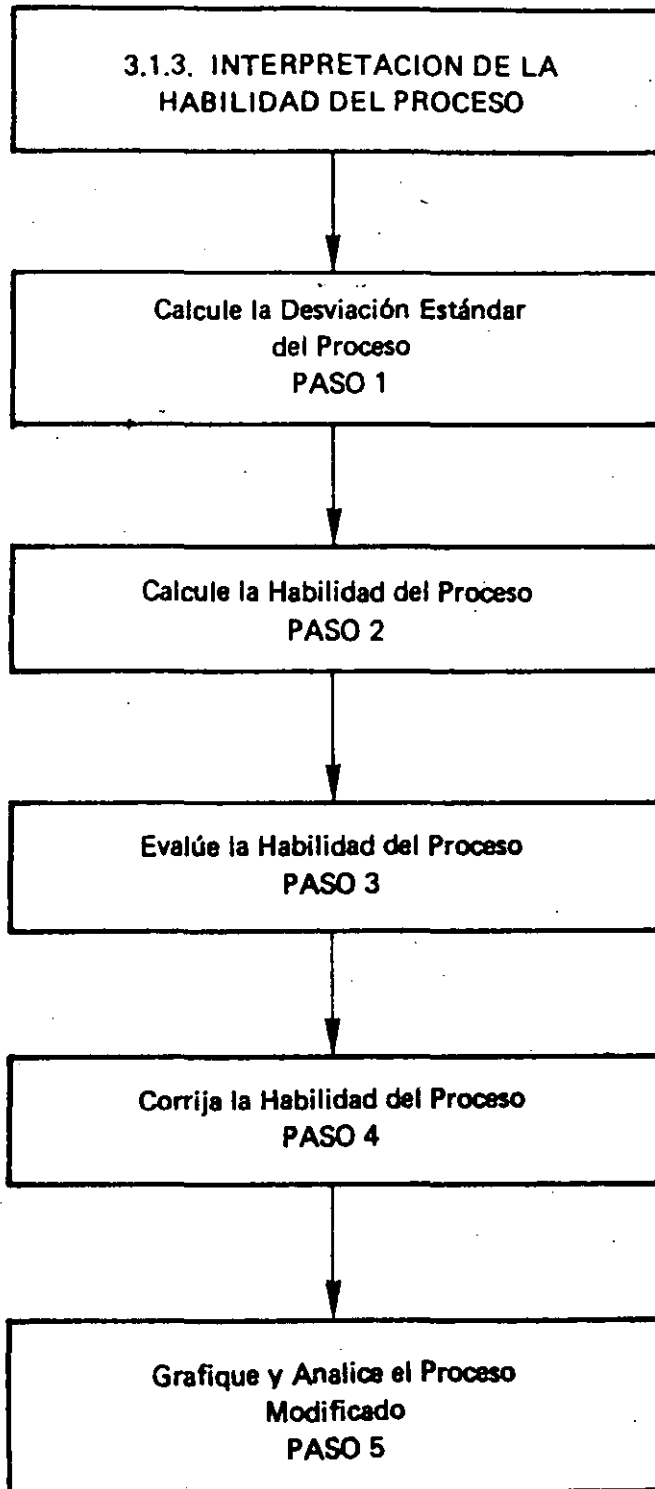 3.1.3. INTERPRETACION DE LA
HABILIDAD DEL PROCESO
Calcule la Desviación Estándar
del Proceso
PASO 1
Calcule la Habilidad del Proceso
PASO 2
Evalúe la Habilidad del Proceso
PASO 3
Corrija la Habilidad del Proceso
PASO 4
Grafique y Analice el Proceso
Modificado
PASO 5